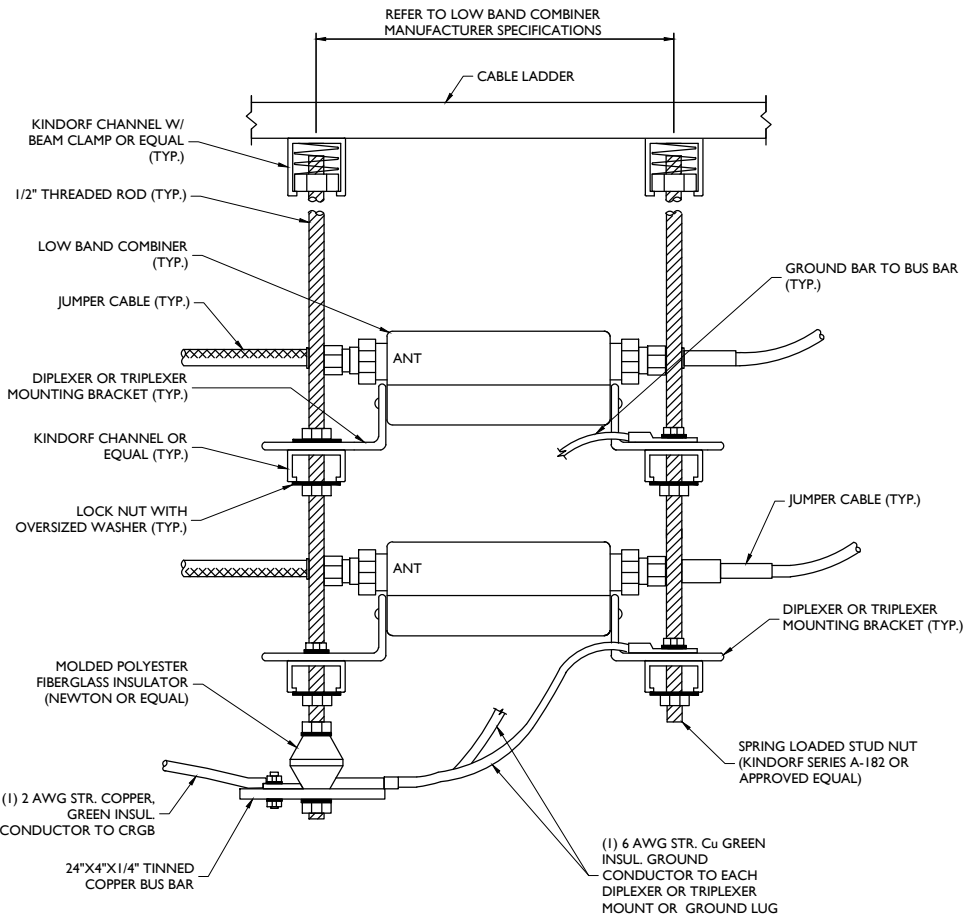 REFER TO LOW BAND COMBINER
MANUFACTURER SPECIFICATIONS
CABLE LADDER
KINDORF CHANNEL W/
BEAM CLAMP OR EQUAL
(TYP.)
1/2" THREADED ROD (TYP.)
LOW BAND COMBINER
(TYP.)
GROUND BAR TO BUS BAR
(TYP.)
JUMPER CABLE (TYP.)
ANT
DIPLEXER OR TRIPLEXER
MOUNTING BRACKET (TYP.)
KINDORF CHANNEL OR
EQUAL (TYP.)
LOCK NUT WITH
OVERSIZED WASHER (TYP.)
JUMPER CABLE (TYP.)
ANT
DIPLEXER OR TRIPLEXER
MOUNTING BRACKET (TYP.)
MOLDED POLYESTER
FIBERGLASS INSULATOR
(NEWTON OR EQUAL)
SPRING LOADED STUD NUT
(KINDORF SERIES A-182 OR
APPROVED EQUAL)
(1) 2 AWG STR. COPPER,
GREEN INSUL.
CONDUCTOR TO CRGB
24"X4"X1/4" TINNED
COPPER BUS BAR
(1) 6 AWG STR. Cu GREEN
INSUL. GROUND
CONDUCTOR TO EACH
DIPLEXER OR TRIPLEXER
MOUNT OR GROUND LUG